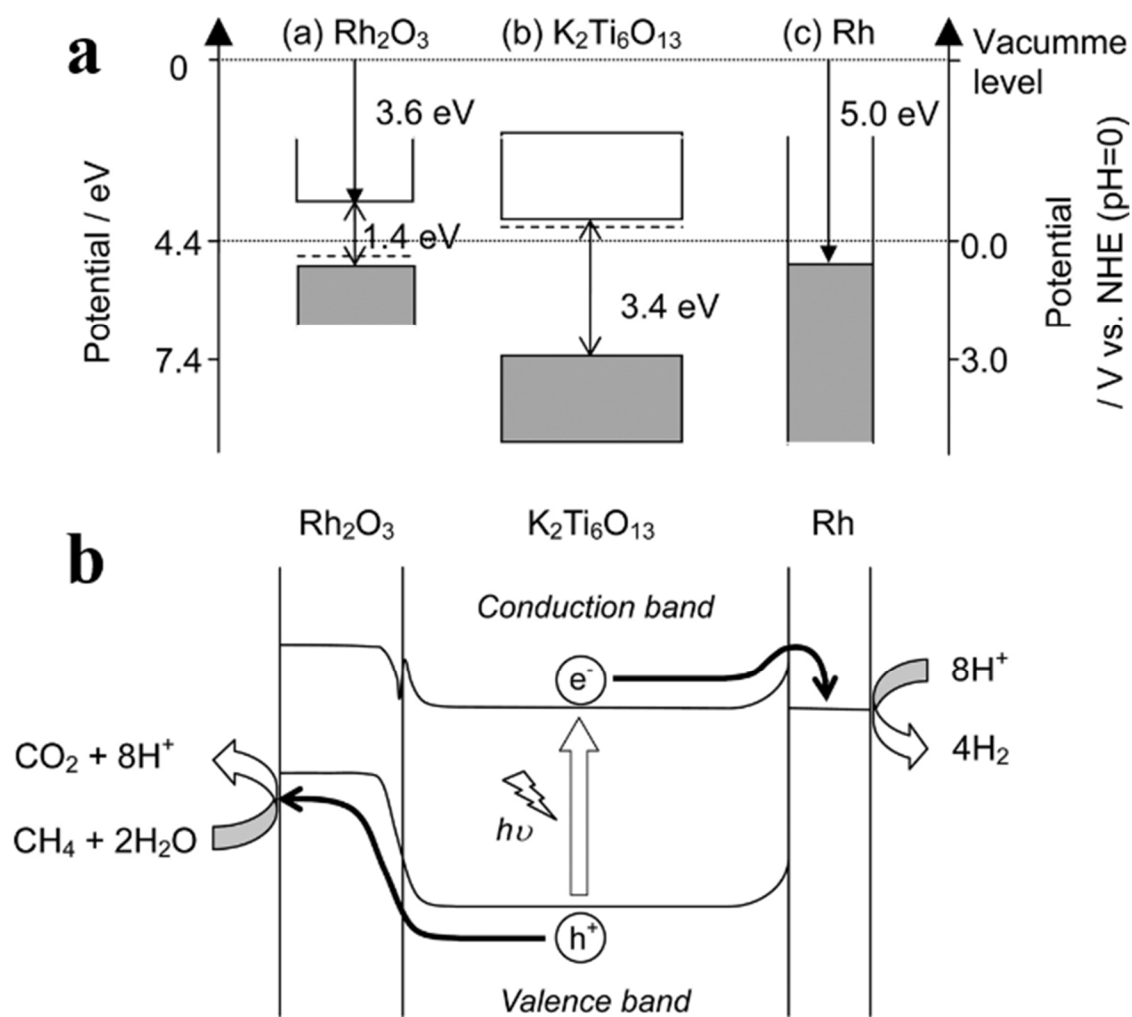 a
(a) Rh₂O₃
(b) K₂Ti₆O₁₃
(c) Rh
Vacumme
level
0
3.6 eV
5.0 eV
1.4 eV
4.4
0.0
3.4 eV
7.4
3.0
Potential / eV
Potential
/ V vs. NHE (pH=0)
b
Rh₂O₃
K₂Ti₆O₁₃
Rh
Conduction band
e⁻
8H⁺
4H₂
CO₂ + 8H⁺
CH₄ + 2H₂O
hυ
h⁺
Valence band